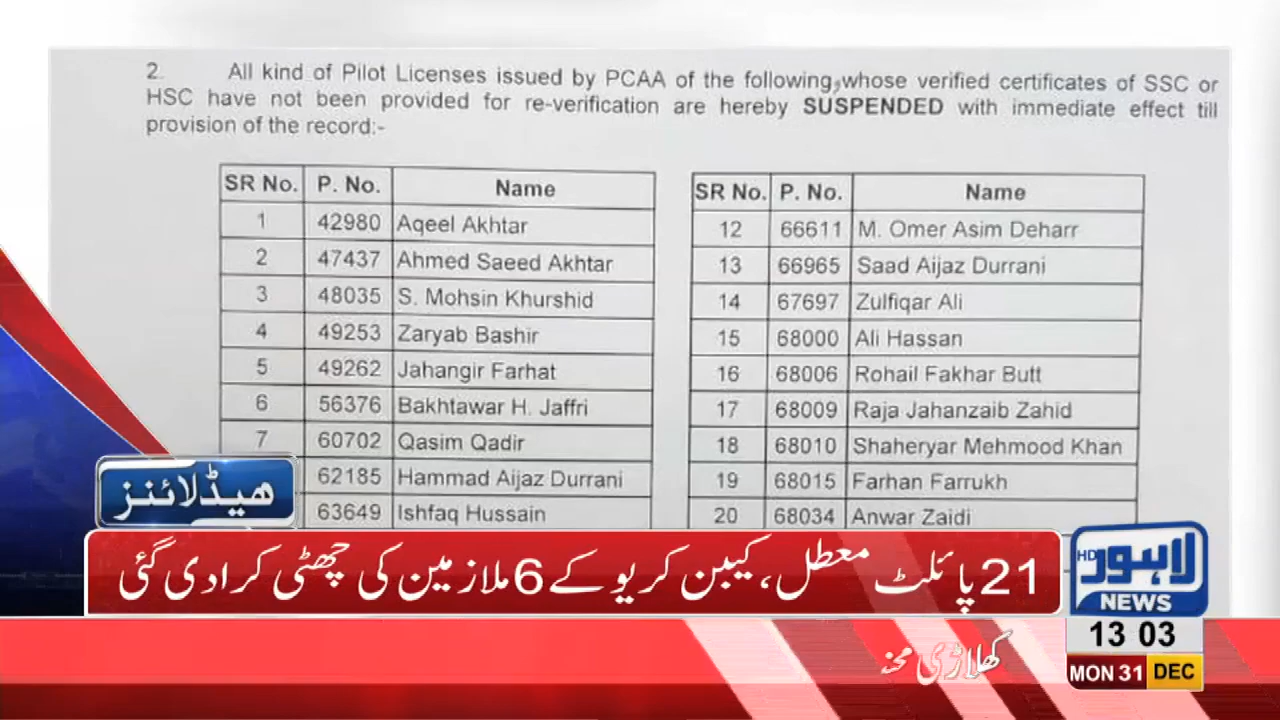 2. All kind of Pilot Licenses issued by PCAA of the following, whose verified certificates of SSC or
HSC have not been provided for re-verification are hereby SUSPENDED with immediate effect till
provision of the record:-
SR No. P. No. Name
1 42980 Aqeel Akhtar
2 47437 Ahmed Saeed Akhtar
3 48035 S. Mohsin Khurshid
4 49253 Zaryab Bashir
5 49262 Jahangir Farhat
6 56376 Bakhtawar H. Jaffri
7 60702 Qasim Qadir
62185 Hammad Aijaz Durrani
63649 Ishfaq Hussain
SR No. P. No. Name
12 66611 M. Omer Asim Deharr
13 66965 Saad Aijaz Durrani
14 67697 Zulfiqar Ali
15 68000 Ali Hassan
16 68006 Rohail Fakhar Butt
17 68009 Raja Jahanzaib Zahid
18 68010 Shaheryar Mehmood Khan
19 68015 Farhan Farrukh
20 68034 Anwar Zaidi
ہیڈلائنز
21 پائلٹ معطل، کیبن کریو کے 6 ملازمین کی چھٹی کرا دی گئی
HD لاہور
NEWS
13 03
MON 31 DEC
کھلاڑی